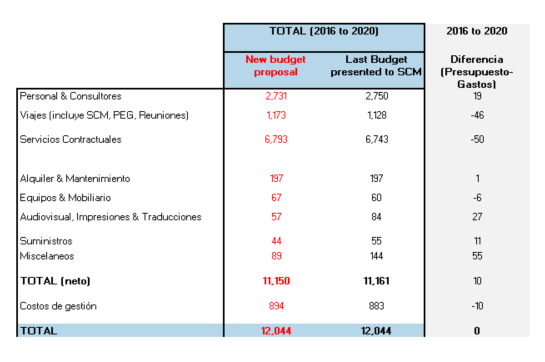 TOTAL (2016 to 2020) 2016 to 2020
New budget proposal Last Budget presented to SCM Diferencia (Presupuesto-Gastos)
Personal & Consultores 2,731 2,750 19
Viajes (incluye SCM, PEG, Reuniones) 1,173 1,128 -46
Servicios Contractuales 6,793 6,743 -50
Alquiler & Mantenimiento 197 197 1
Equipos & Mobiliario 67 60 -6
Audiovisual, Impresiones & Traducciones 57 84 27
Suministros 44 55 11
Miscelaneos 89 144 55
TOTAL (neto) 11,150 11,161 10
Costos de gestión 894 883 -10
TOTAL 12,044 12,044 0